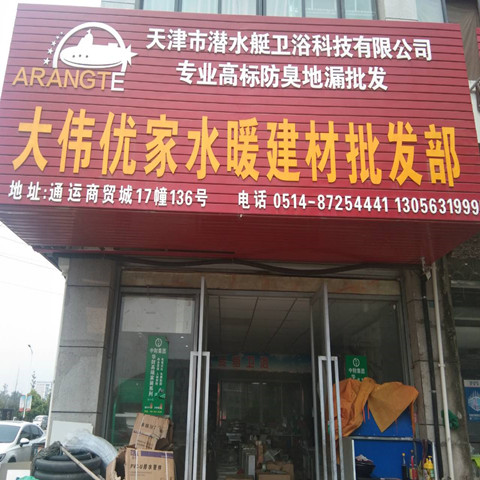 天津市潜水艇卫浴科技有限公司
ARANGTE
专业高标防臭地漏批发
大伟优家水暖建材批发部
地址:通运商贸城17幢136号 电话 0514-87254441 1305631999